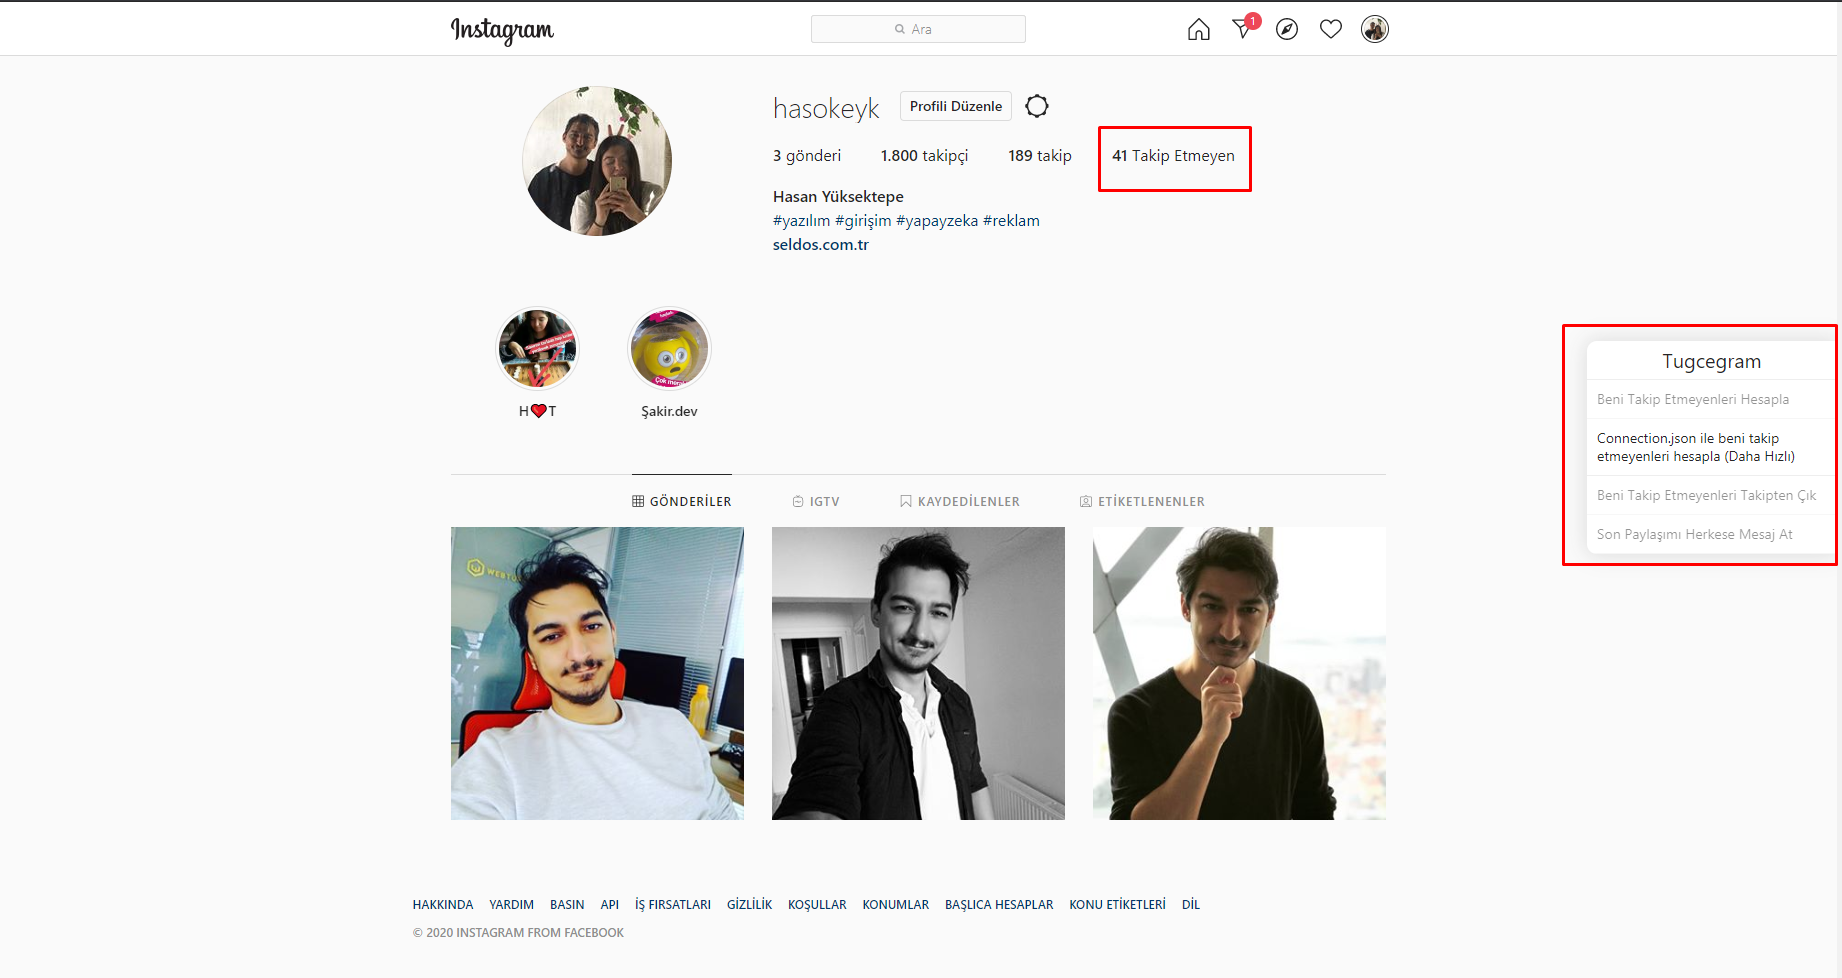 Instagram
Ara
1
hasokeyk
Profili Düzenle
3 gönderi
1.800 takipçi
189 takip
41 Takip Etmeyen
Hasan Yüksektepe
#yazılım #girişim #yapayzeka #reklam
seldos.com.tr
H❤T
Şakir.dev
Çok
Tugcegram
Beni Takip Etmeyenleri Hesapla
Connection.json ile beni takip
etmeyenleri hesapla (Daha Hızlı)
Beni Takip Etmeyenleri Takipten Çık
Son Paylaşımı Herkese Mesaj At
GÖNDERİLER
IGTV
KAYDEDİLENLER
ETİKETLENENLER
HAKKINDA
YARDIM
BASIN
API
İŞ FIRSATLARI
GİZLİLİK
KOŞULLAR
KONUMLAR
BAŞLICA HESAPLAR
KONU ETİKETLERİ
DİL
© 2020 INSTAGRAM FROM FACEBOOK